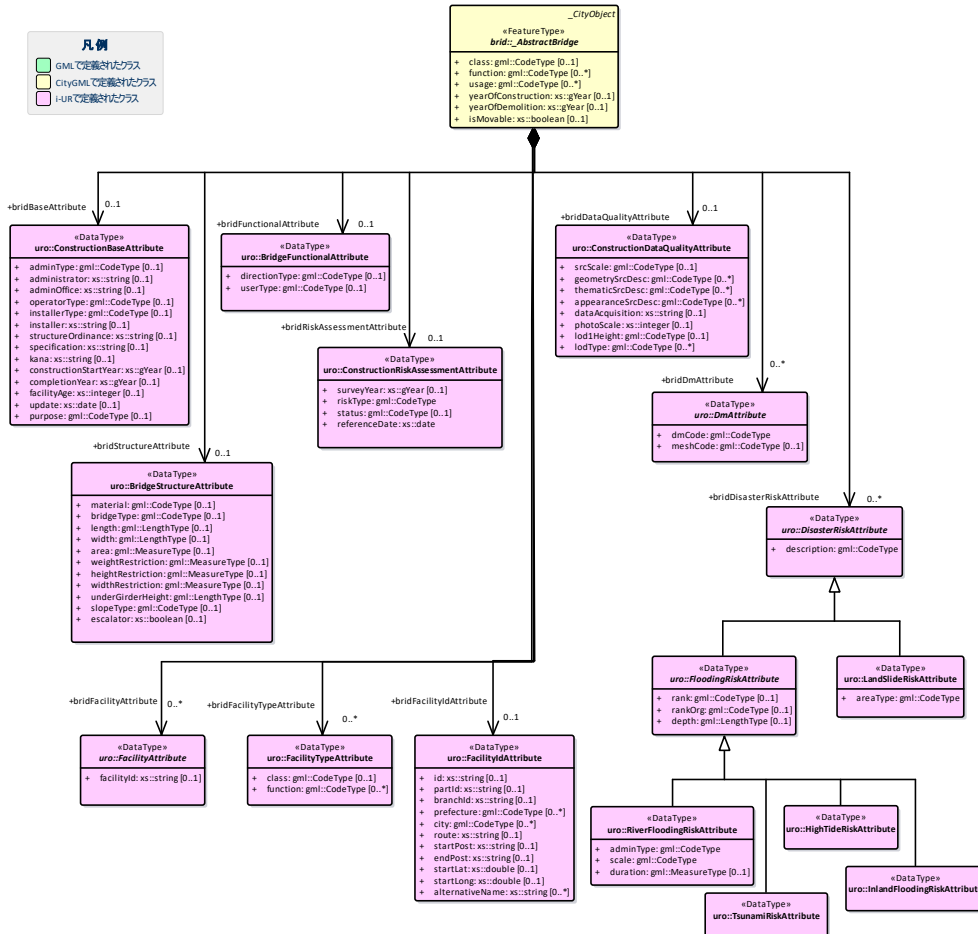 凡例
GMLで定義されたクラス
CityGMLで定義されたクラス
i-URで定義されたクラス
_CityObject
«FeatureType»
brid::_AbstractBridge
+ class: gml::CodeType [0..1]
+ function: gml::CodeType [0..*]
+ usage: gml::CodeType [0..*]
+ yearOfConstruction: xs::gYear [0..1]
+ yearOfDemolition: xs::gYear [0..1]
+ isMovable: xs::boolean [0..1]
+bridBaseAttribute
0..1
«DataType»
uro::ConstructionBaseAttribute
+ adminType: gml::CodeType [0..1]
+ administrator: xs::string [0..1]
+ adminOffice: xs::string [0..1]
+ operatorType: gml::CodeType [0..1]
+ installerType: gml::CodeType [0..1]
+ installer: xs::string [0..1]
+ structureOrdinance: xs::string [0..1]
+ specification: xs::string [0..1]
+ kana: xs::string [0..1]
+ constructionStartYear: xs::gYear [0..1]
+ completionYear: xs::gYear [0..1]
+ facilityAge: xs::integer [0..1]
+ update: xs::date [0..1]
+ purpose: gml::CodeType [0..1]
+bridFunctionalAttribute
0..1
«DataType»
uro::BridgeFunctionalAttribute
+ directionType: gml::CodeType [0..1]
+ userType: gml::CodeType [0..1]
+bridRiskAssessmentAttribute
0..1
«DataType»
uro::ConstructionRiskAssessmentAttribute
+ surveyYear: xs::gYear [0..1]
+ riskType: gml::CodeType
+ status: gml::CodeType [0..1]
+ referenceDate: xs::date
+bridDataQualityAttribute
0..1
«DataType»
uro::ConstructionDataQualityAttribute
+ srcScale: gml::CodeType [0..1]
+ geometrySrcDesc: gml::CodeType [0..*]
+ thematicSrcDesc: gml::CodeType [0..*]
+ appearanceSrcDesc: gml::CodeType [0..*]
+ dataAcquisition: xs::string [0..1]
+ photoScale: xs::integer [0..1]
+ lod1Height: gml::CodeType [0..1]
+ lodType: gml::CodeType [0..*]
+bridDmAttribute
0..*
«DataType»
uro::DmAttribute
+ dmCode: gml::CodeType
+ meshCode: gml::CodeType [0..1]
+bridStructureAttribute
0..1
«DataType»
uro::BridgeStructureAttribute
+ material: gml::CodeType [0..1]
+ bridgeType: gml::CodeType [0..1]
+ length: gml::LengthType [0..1]
+ width: gml::LengthType [0..1]
+ area: gml::MeasureType [0..1]
+ weightRestriction: gml::MeasureType [0..1]
+ heightRestriction: gml::MeasureType [0..1]
+ widthRestriction: gml::MeasureType [0..1]
+ underGirderHeight: gml::LengthType [0..1]
+ slopeType: gml::CodeType [0..1]
+ escalator: xs::boolean [0..1]
+bridDisasterRiskAttribute
0..*
«DataType»
uro::DisasterRiskAttribute
+ description: gml::CodeType
«DataType»
uro::FloodingRiskAttribute
+ rank: gml::CodeType [0..1]
+ rankOrg: gml::CodeType [0..1]
+ depth: gml::LengthType [0..1]
«DataType»
uro::LandSlideRiskAttribute
+ areaType: gml::CodeType
+bridFacilityAttribute
0..*
«DataType»
uro::FacilityAttribute
+ facilityId: xs::string [0..1]
+bridFacilityTypeAttribute
0..*
«DataType»
uro::FacilityTypeAttribute
+ class: gml::CodeType [0..1]
+ function: gml::CodeType [0..*]
+bridFacilityIdAttribute
0..1
«DataType»
uro::FacilityIdAttribute
+ id: xs::string [0..1]
+ partId: xs::string [0..1]
+ branchId: xs::string [0..1]
+ prefecture: gml::CodeType [0..*]
+ city: gml::CodeType [0..*]
+ route: xs::string [0..1]
+ startPost: xs::string [0..1]
+ endPost: xs::string [0..1]
+ startLat: xs::double [0..1]
+ startLong: xs::double [0..1]
+ alternativeName: xs::string [0..*]
«DataType»
uro::RiverFloodingRiskAttribute
+ adminType: gml::CodeType
+ scale: gml::CodeType
+ duration: gml::MeasureType [0..1]
«DataType»
uro::HighTideRiskAttribute
«DataType»
uro::TsunamiRiskAttribute
«DataType»
uro::InlandFloodingRiskAttribute